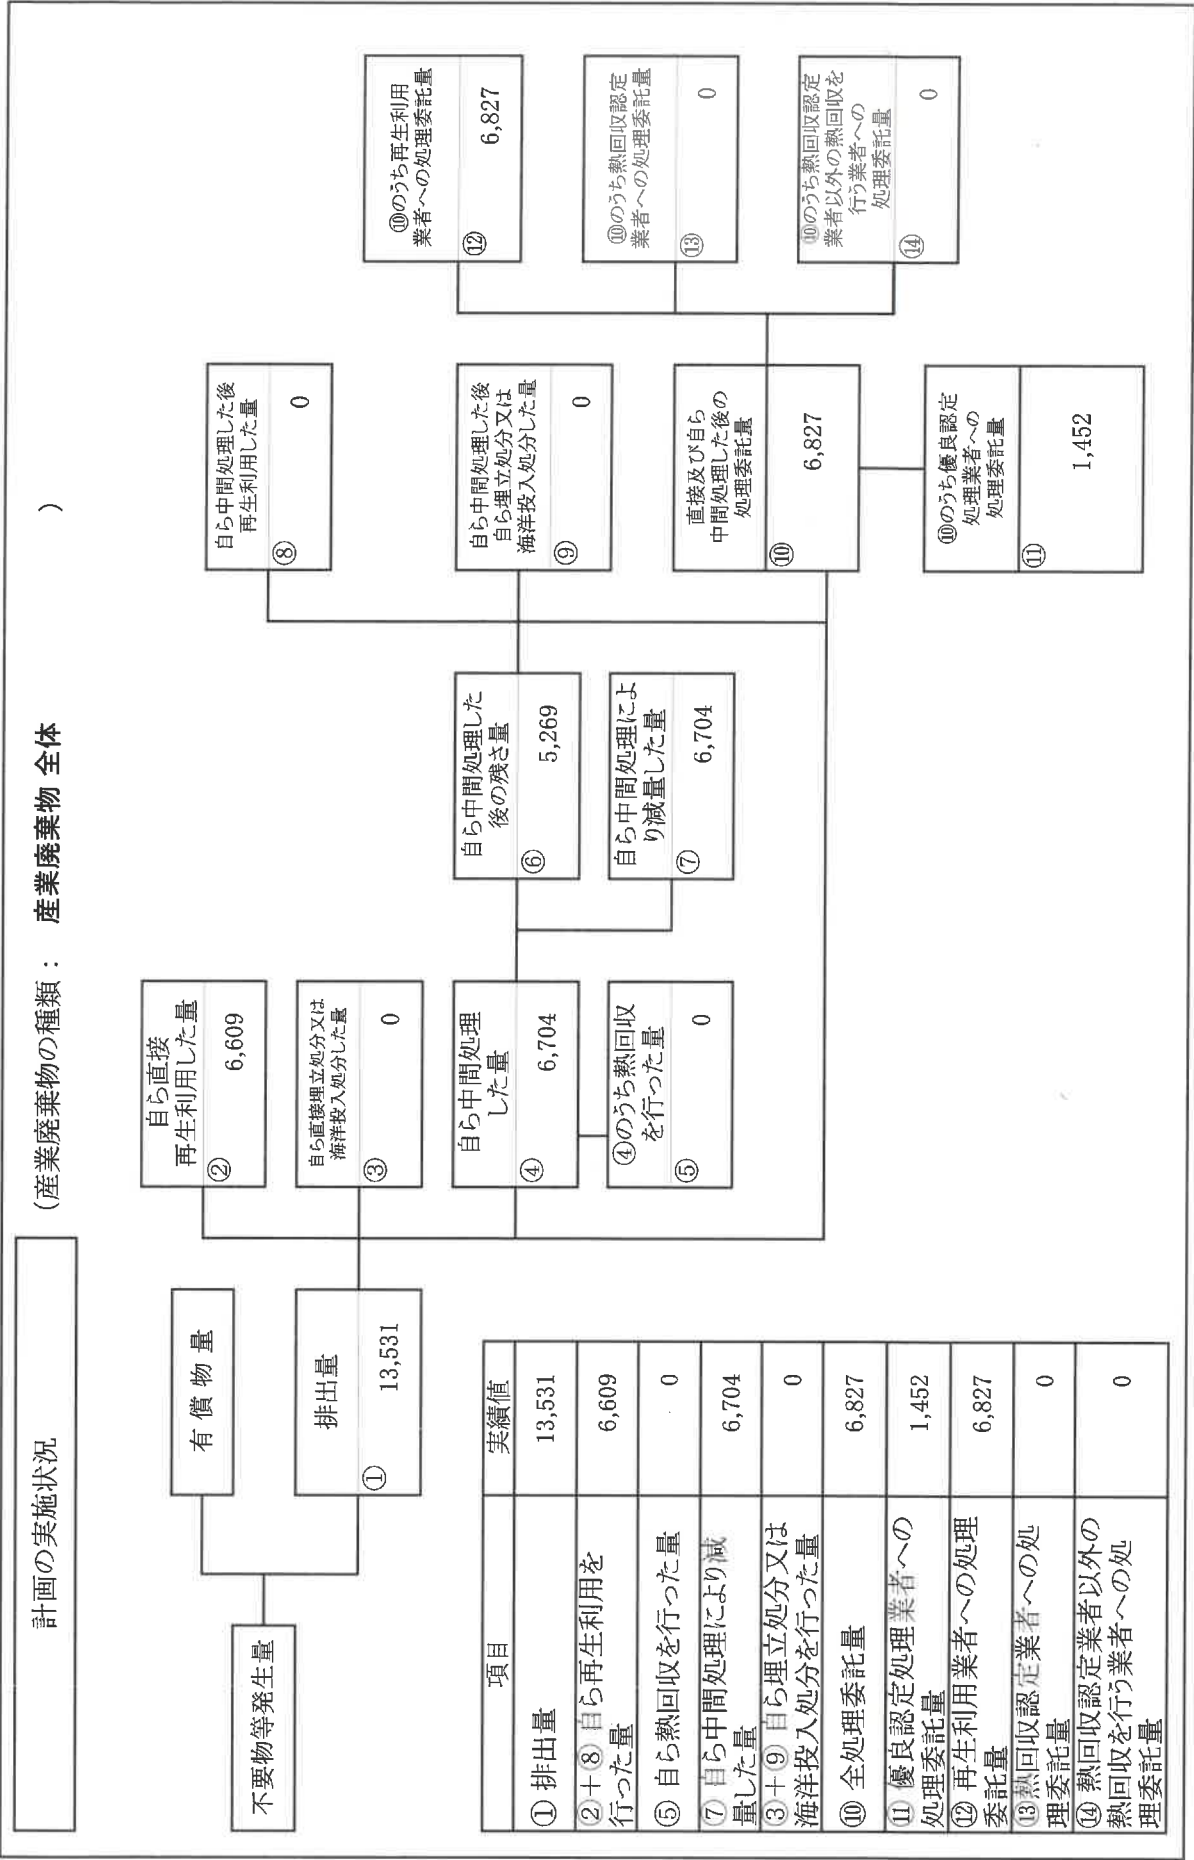 計画の実施状況
(産業廃棄物の種類： 産業廃棄物 全体 )
不要物等発生量
有償物量
排出量
① 13,531
自ら直接
再生利用した量
② 6,609
自ら直接埋立処分又は
海洋投入処分した量
③ 0
自ら中間処理
した量
④ 6,704
④のうち熱回収
を行った量
⑤ 0
自ら中間処理した
後の残さ量
⑥ 5,269
自ら中間処理によ
り減量した量
⑦ 6,704
自ら中間処理した後
再生利用した量
⑧ 0
自ら中間処理した後
自ら埋立処分又は
海洋投入処分した量
⑨ 0
直接及び自ら
中間処理した後の
処理委託量
⑩ 6,827
⑩のうち優良認定
処理業者への
処理委託量
⑪ 1,452
⑩のうち再生利用
業者への処理委託量
⑫ 6,827
⑩のうち熱回収認定
業者への処理委託量
⑬ 0
⑩のうち熱回収認定
業者以外の熱回収を
行う業者への
処理委託量
⑭ 0
項目 実績値
① 排出量 13,531
②＋⑧ 自ら再生利用を
行った量 6,609
⑤ 自ら熱回収を行った量 0
⑦ 自ら中間処理により減
量した量 6,704
③＋⑨ 自ら埋立処分又は
海洋投入処分を行った量 0
⑩ 全処理委託量 6,827
⑪ 優良認定処理業者への
処理委託量 1,452
⑫ 再生利用業者への処理
委託量 6,827
⑬熱回収認定業者への処
理委託量 0
⑭ 熱回収認定業者以外の
熱回収を行う業者への処
理委託量 0